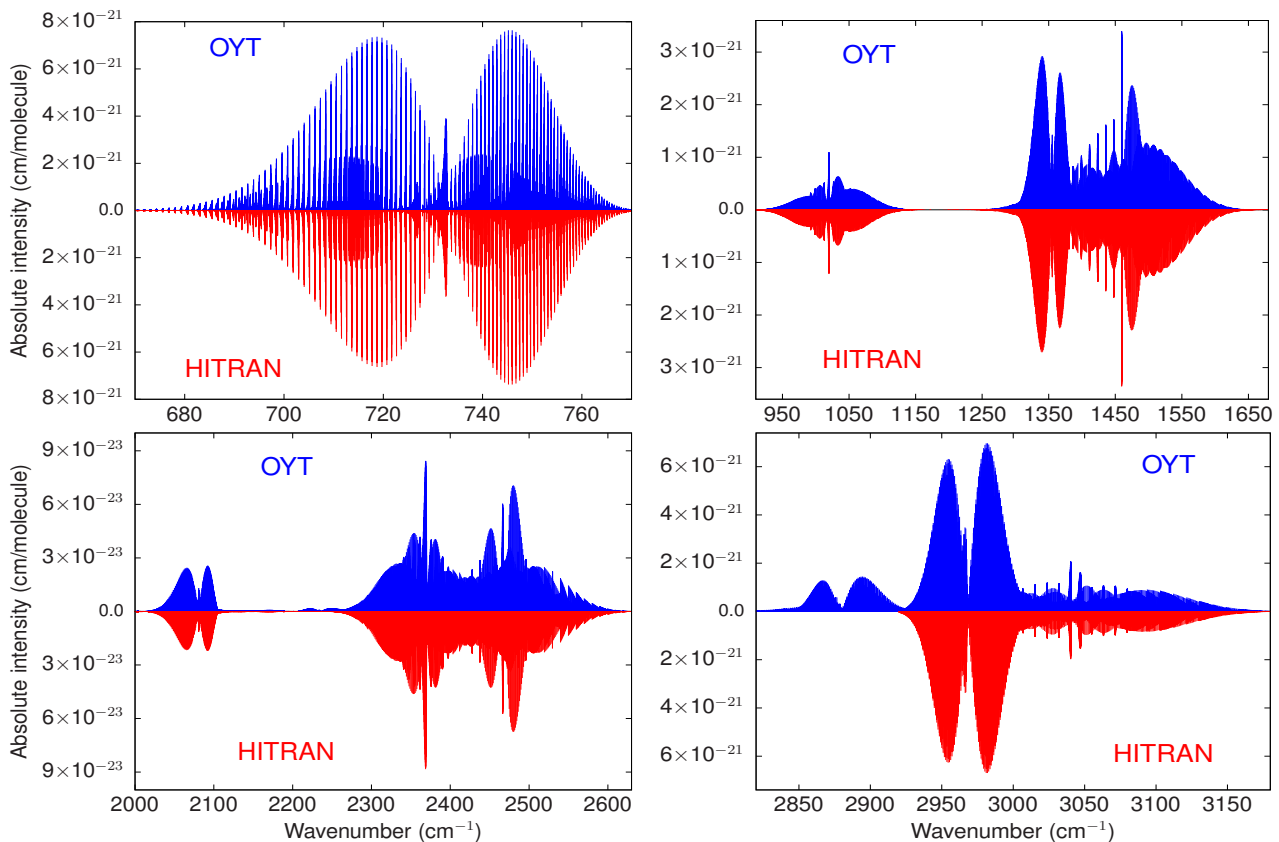 Absolute intensity (cm/molecule)
8×10⁻²¹
6×10⁻²¹
4×10⁻²¹
2×10⁻²¹
0.0
2×10⁻²¹
4×10⁻²¹
6×10⁻²¹
8×10⁻²¹
OYT
HITRAN
680 700 720 740 760
3×10⁻²¹
2×10⁻²¹
1×10⁻²¹
0.0
1×10⁻²¹
2×10⁻²¹
3×10⁻²¹
OYT
HITRAN
950 1050 1150 1250 1350 1450 1550 1650
Absolute intensity (cm/molecule)
9×10⁻²³
6×10⁻²³
3×10⁻²³
0.0
3×10⁻²³
6×10⁻²³
9×10⁻²³
OYT
HITRAN
2000 2100 2200 2300 2400 2500 2600
Wavenumber (cm⁻¹)
6×10⁻²¹
4×10⁻²¹
2×10⁻²¹
0.0
2×10⁻²¹
4×10⁻²¹
6×10⁻²¹
OYT
HITRAN
2850 2900 2950 3000 3050 3100 3150
Wavenumber (cm⁻¹)